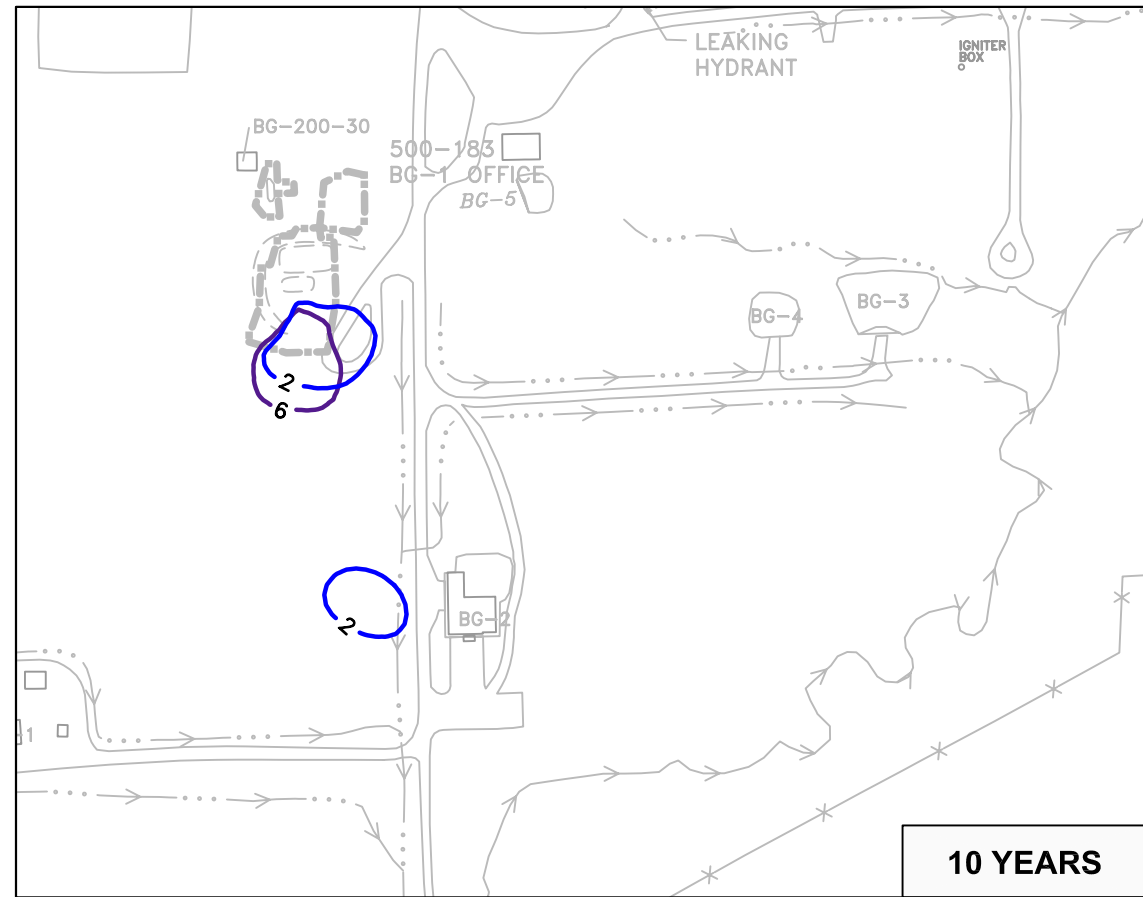 LEAKING
HYDRANT
IGNITER
BOX
BG-200-30
500-183
BG-1 OFFICE
BG-5
BG-3
BG-4
2
6
2
BG-2
1
10 YEARS